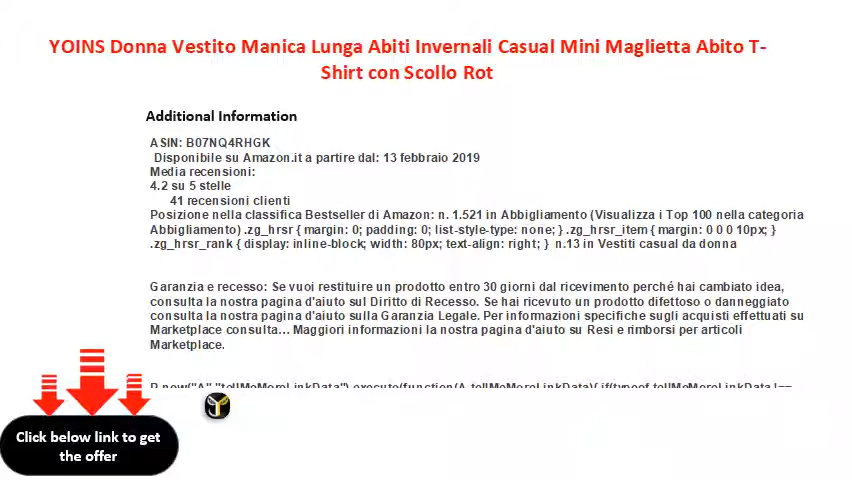 YOINS Donna Vestito Manica Lunga Abiti Invernali Casual Mini Maglietta Abito T-
Shirt con Scollo Rot
Additional Information
ASIN: B07NQ4RHGK
Disponibile su Amazon.it a partire dal: 13 febbraio 2019
Media recensioni:
4.2 su 5 stelle
41 recensioni clienti
Posizione nella classifica Bestseller di Amazon: n. 1.521 in Abbigliamento (Visualizza i Top 100 nella categoria
Abbigliamento) .zg_hrsr { margin: 0; padding: 0; list-style-type: none; } .zg_hrsr_item { margin: 0 0 0 10px; }
.zg_hrsr_rank { display: inline-block; width: 80px; text-align: right; } n.13 in Vestiti casual da donna
Garanzia e recesso: Se vuoi restituire un prodotto entro 30 giorni dal ricevimento perché hai cambiato idea,
consulta la nostra pagina d'aiuto sul Diritto di Recesso. Se hai ricevuto un prodotto difettoso o danneggiato
consulta la nostra pagina d'aiuto sulla Garanzia Legale. Per informazioni specifiche sugli acquisti effettuati su
Marketplace consulta... Maggiori informazioni la nostra pagina d'aiuto su Resi e rimborsi per articoli
Marketplace.
P.now("A","tellMeMoreLinkData").execute(function(A,tellMeMoreLinkData){ if(typeof tellMeMoreLinkData !==
Click below link to get
the offer